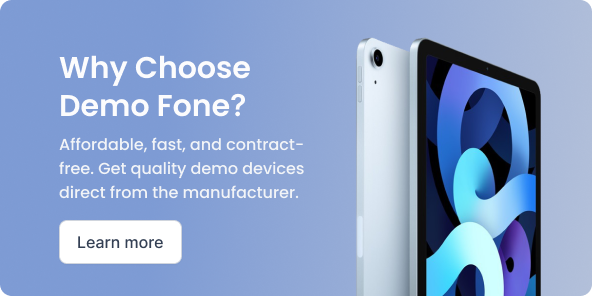 Why Choose
Demo Fone?
Affordable, fast, and contract-
free. Get quality demo devices
direct from the manufacturer.
Learn more